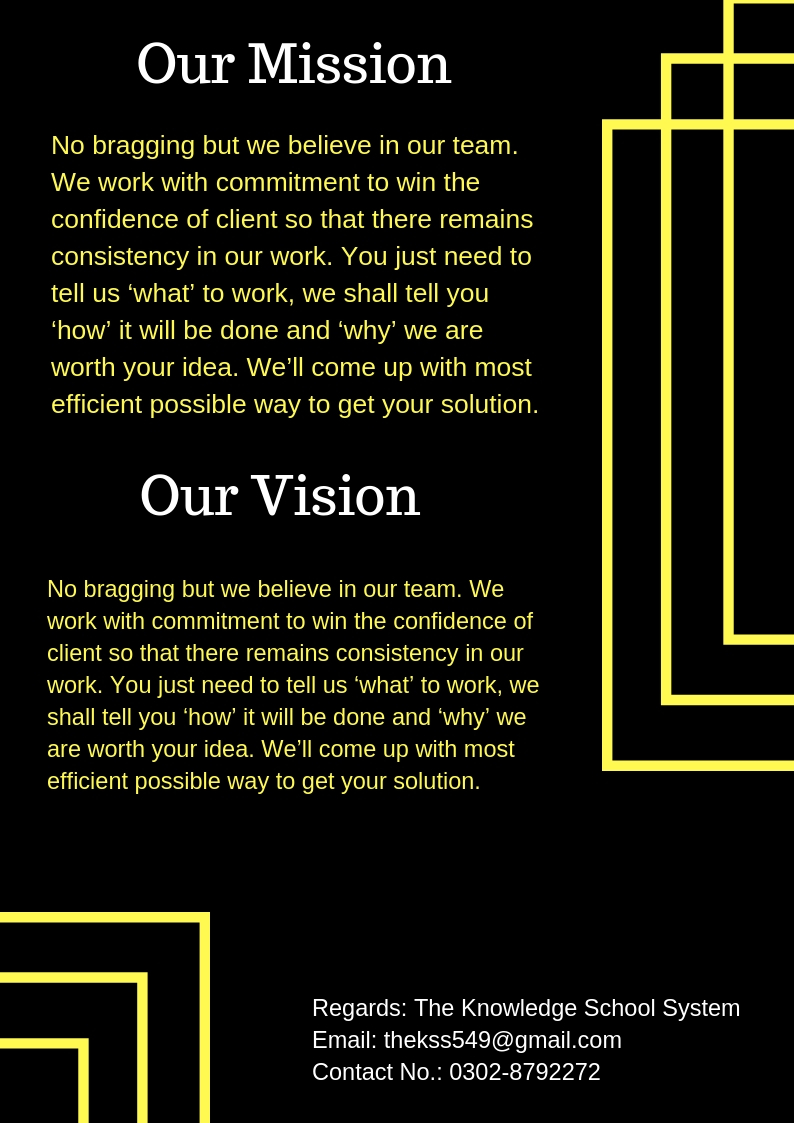 Our Mission
No bragging but we believe in our team.
We work with commitment to win the
confidence of client so that there remains
consistency in our work. You just need to
tell us ‘what’ to work, we shall tell you
‘how’ it will be done and ‘why’ we are
worth your idea. We’ll come up with most
efficient possible way to get your solution.
Our Vision
No bragging but we believe in our team. We
work with commitment to win the confidence of
client so that there remains consistency in our
work. You just need to tell us ‘what’ to work, we
shall tell you ‘how’ it will be done and ‘why’ we
are worth your idea. We’ll come up with most
efficient possible way to get your solution.
Regards: The Knowledge School System
Email: thekss549@gmail.com
Contact No.: 0302-8792272